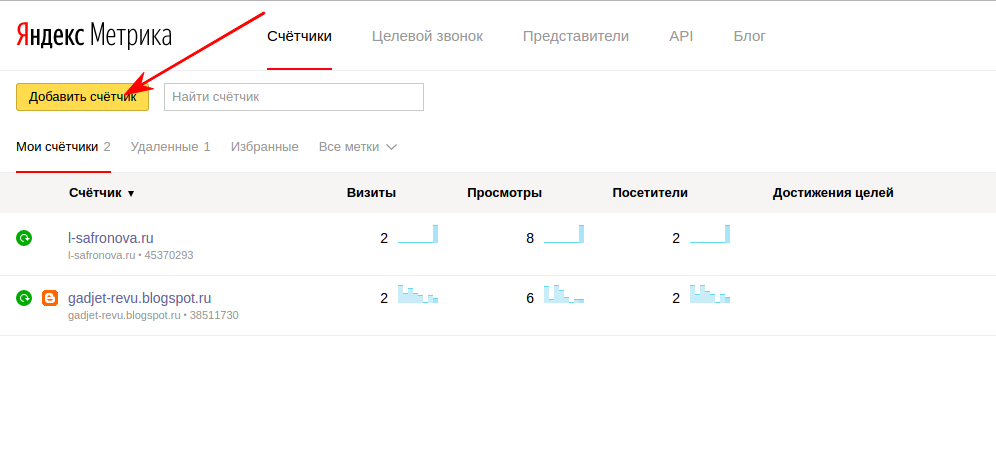 Яндекс Метрика Счётчики Целевой звонок Представители API Блог
Добавить счётчик Найти счётчик
Мои счётчики 2 Удаленные 1 Избранные Все метки
Счётчик ▼ Визиты Просмотры Посетители Достижения целей
l-safronova.ru 2 8 2
l-safronova.ru • 45370293
gadjet-revu.blogspot.ru 2 6 2
gadjet-revu.blogspot.ru • 38511730